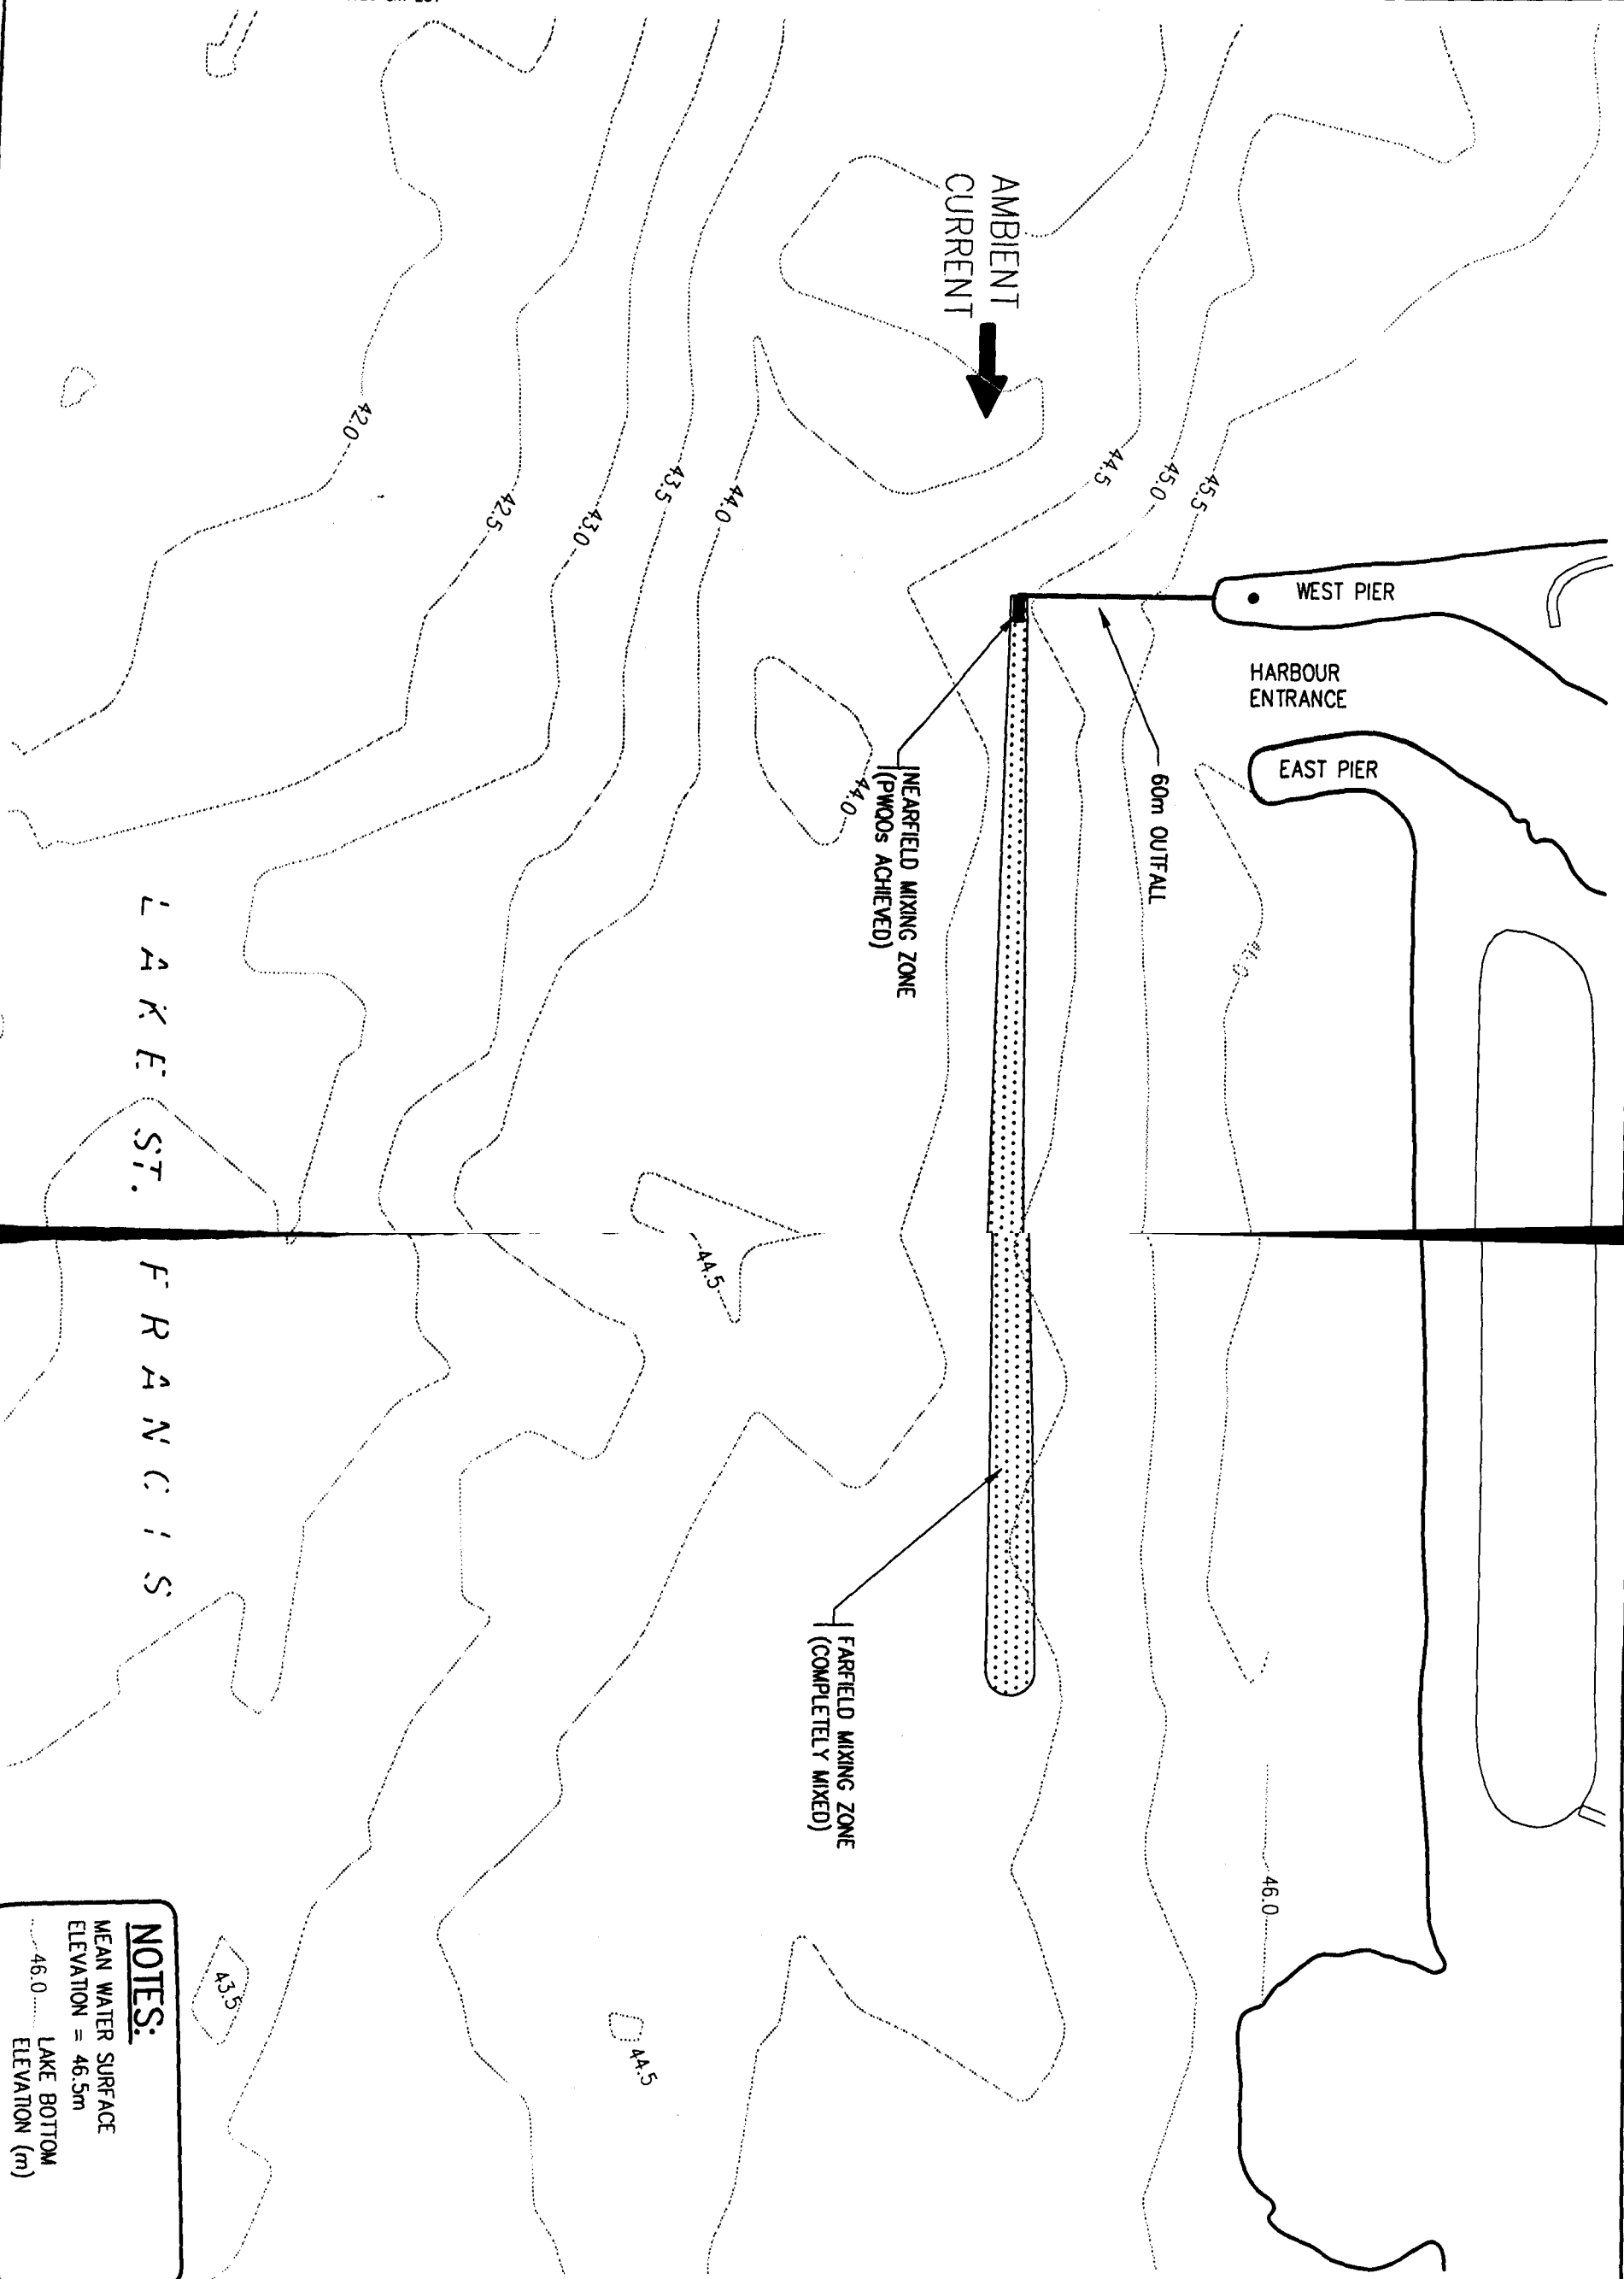 WEST PIER
HARBOUR
ENTRANCE
EAST PIER
60m OUTFALL
AMBIENT
CURRENT
45.5
45.0
44.5
44.0
43.5
43.0
42.5
42.0
NEARFIELD MIXING ZONE
(PWQOs ACHIEVED)
44.0
44.5
FARFIELD MIXING ZONE
(COMPLETELY MIXED)
46.0
44.5
43.5
LAKE ST. FRANCIS
NOTES:
MEAN WATER SURFACE
ELEVATION = 46.5m
46.0 LAKE BOTTOM
ELEVATION (m)